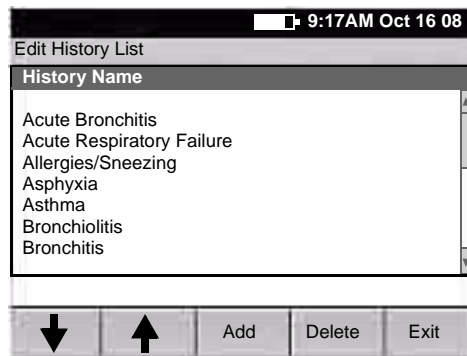 9:17AM Oct 16 08
Edit History List
History Name
Acute Bronchitis
Acute Respiratory Failure
Allergies/Sneezing
Asphyxia
Asthma
Bronchiolitis
Bronchitis
Add Delete Exit